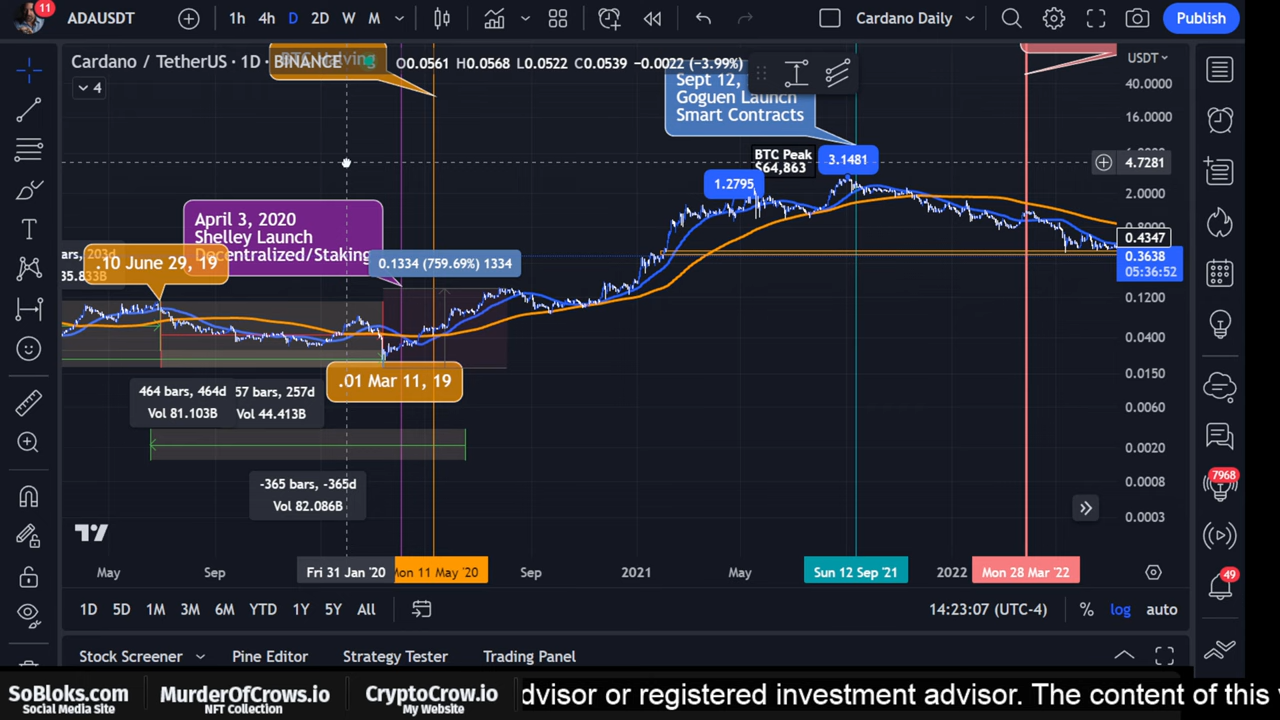 11
ADAUSDT
1h 4h D 2D W M
Cardano Daily
Publish
Cardano / TetherUS · 1D · BINANCE
O0.0561 H0.0568 L0.0522 C0.0539 -0.0022 (-3.99%)
BTC Halving
4
USDT
40.0000
16.0000
4.7281
2.0000
0.4347
0.3638
05:36:52
0.1200
0.0400
0.0150
0.0060
0.0020
0.0008
0.0003
Sept 12,
Goguen Launch
Smart Contracts
BTC Peak
$64,863
3.1481
1.2795
April 3, 2020
Shelley Launch
Decentralized/Staking
0.1334 (759.69%) 1334
.10 June 29, 19
.01 Mar 11, 19
464 bars, 464d
Vol 81.103B
57 bars, 257d
Vol 44.413B
-365 bars, -365d
Vol 82.086B
May
Sep
Fri 31 Jan '20
Mon 11 May '20
Sep
2021
May
Sun 12 Sep '21
2022
Mon 28 Mar '22
1D 5D 1M 3M 6M YTD 1Y 5Y All
14:23:07 (UTC-4)
% log auto
7968
49
Stock Screener
Pine Editor
Strategy Tester
Trading Panel
SoBloks.com
Social Media Site
MurderOfCrows.io
NFT Collection
CryptoCrow.io
My Website
dvisor or registered investment advisor. The content of this